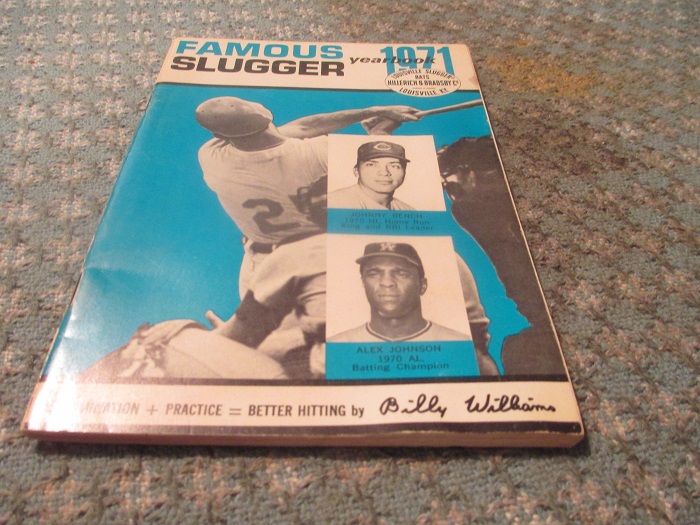 FAMOUS
SLUGGER yearbook 1971
LOUISVILLE SLUGGER
BATS
HILLERICH & BRADSBY Co
LOUISVILLE, KY.
2
C
JOHNNY BENCH
1970 NL Home Run
King and RBI Leader
ALEX JOHNSON
1970 AL
Batting Champion
+ PRACTICE = BETTER HITTING by Billy Williams